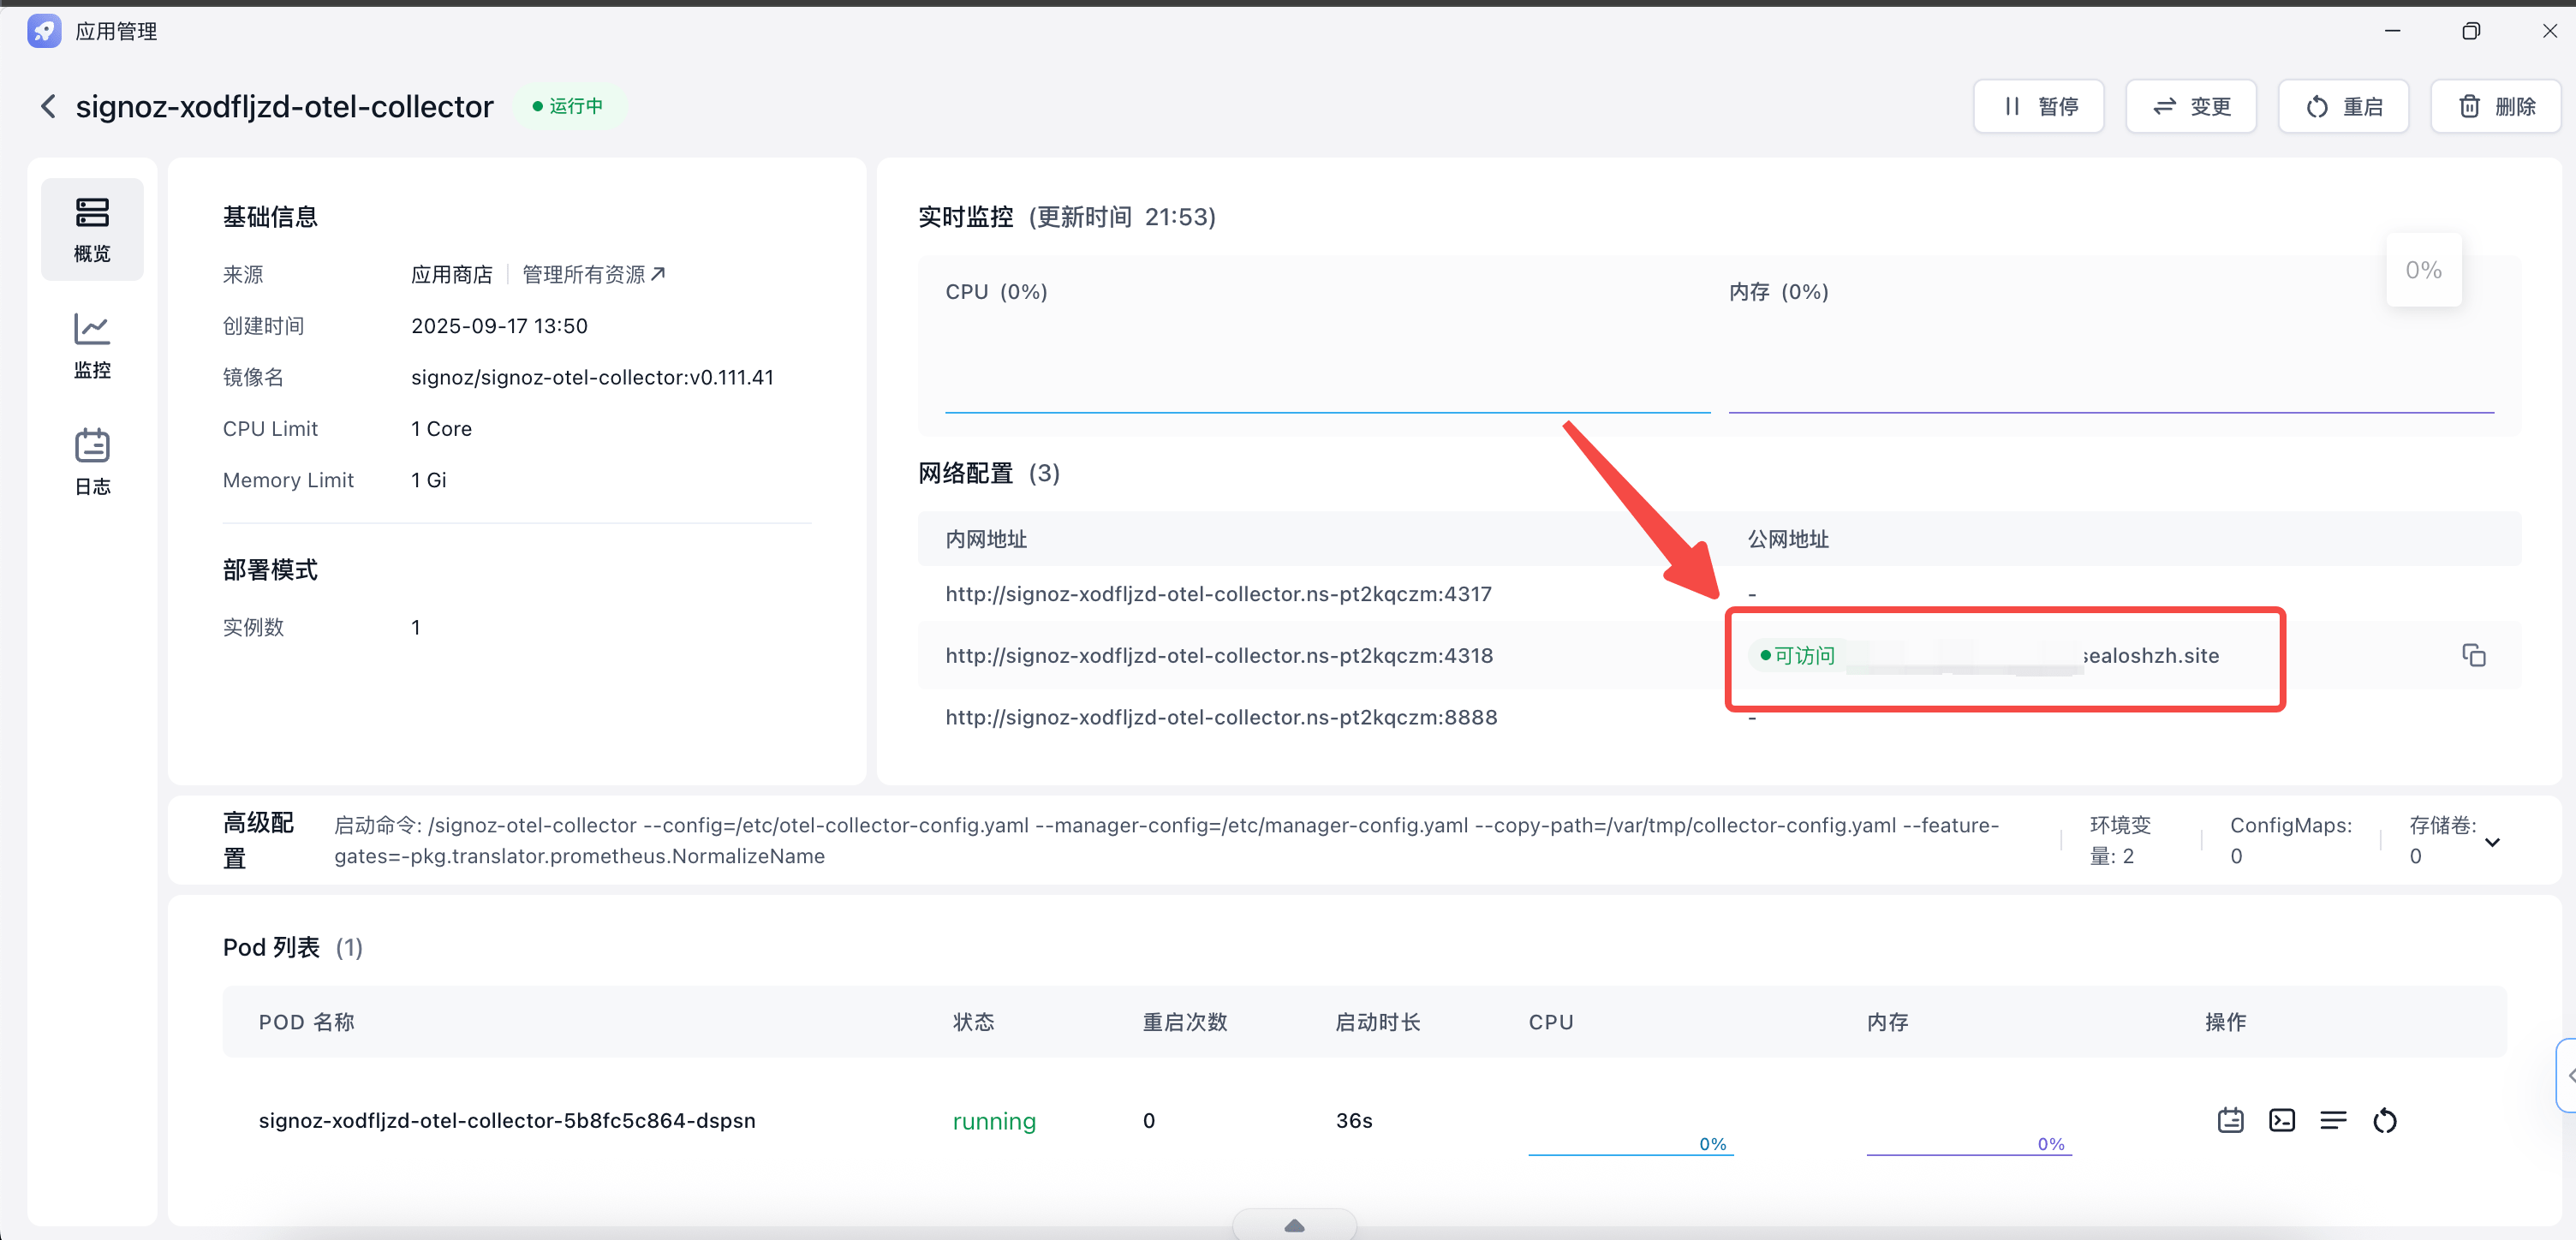 应用管理
signoz-xodfljzd-otel-collector
运行中
暂停
变更
重启
删除
概览
监控
日志
基础信息
来源 应用商店 管理所有资源
创建时间 2025-09-17 13:50
镜像名 signoz/signoz-otel-collector:v0.111.41
CPU Limit 1 Core
Memory Limit 1 Gi
部署模式
实例数 1
实时监控 (更新时间 21:53)
0%
CPU (0%)
内存 (0%)
网络配置 (3)
内网地址 公网地址
http://signoz-xodfljzd-otel-collector.ns-pt2kqczm:4317 -
http://signoz-xodfljzd-otel-collector.ns-pt2kqczm:4318 可访问 sealoshzh.site
http://signoz-xodfljzd-otel-collector.ns-pt2kqczm:8888 -
高级配
置
启动命令: /signoz-otel-collector --config=/etc/otel-collector-config.yaml --manager-config=/etc/manager-config.yaml --copy-path=/var/tmp/collector-config.yaml --feature-
gates=-pkg.translator.prometheus.NormalizeName
环境变
量: 2
ConfigMaps:
0
存储卷:
0
Pod 列表 (1)
POD 名称 状态 重启次数 启动时长 CPU 内存 操作
signoz-xodfljzd-otel-collector-5b8fc5c864-dspsn running 0 36s 0% 0%